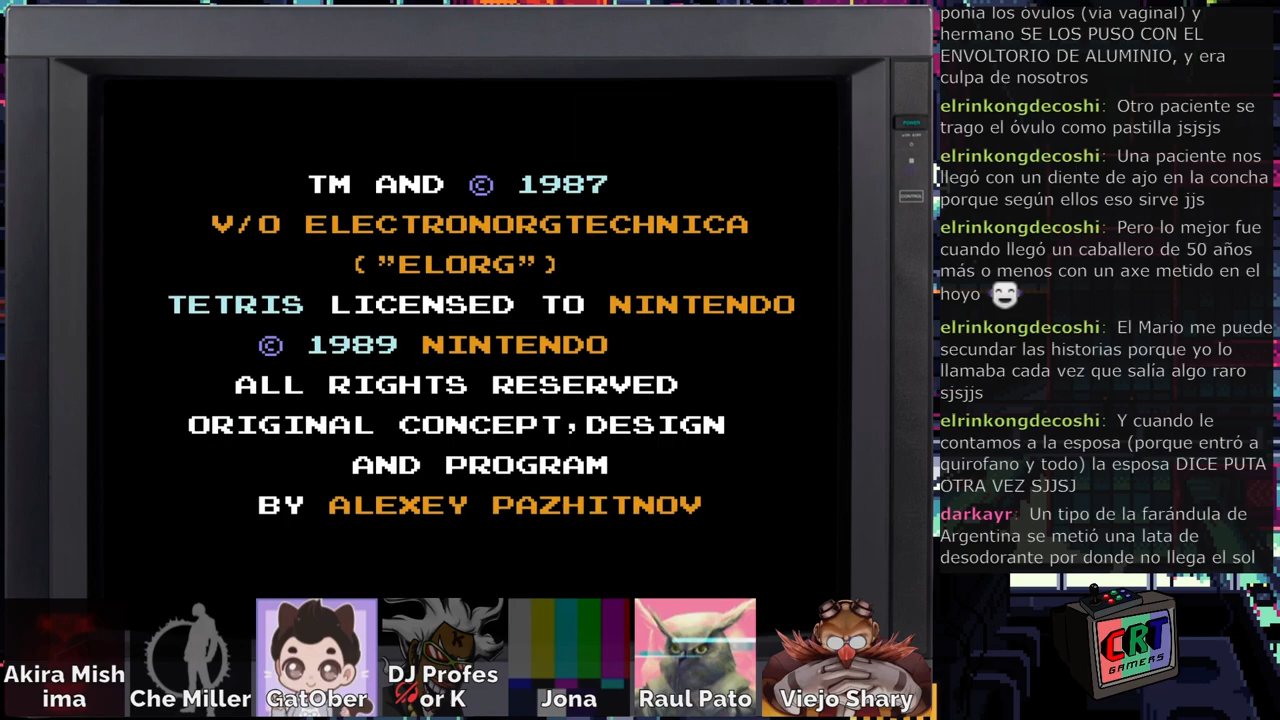 TM AND © 1987
V/O ELECTRONORGTECHNICA
("ELORG")
TETRIS LICENSED TO NINTENDO
© 1989 NINTENDO
ALL RIGHTS RESERVED
ORIGINAL CONCEPT,DESIGN
AND PROGRAM
BY ALEXEY PAZHITNOV
POWER
CONTROL
ponía los óvulos (vía vaginal) y
hermano SE LOS PUSO CON EL
ENVOLTORIO DE ALUMINIO, y era
culpa de nosotros
elrinkongdecoshi: Otro paciente se
trago el óvulo como pastilla jsjsjs
elrinkongdecoshi: Una paciente nos
llegó con un diente de ajo en la concha
porque según ellos eso sirve jjs
elrinkongdecoshi: Pero lo mejor fue
cuando llegó un caballero de 50 años
más o menos con un axe metido en el
hoyo
elrinkongdecoshi: El Mario me puede
secundar las historias porque yo lo
llamaba cada vez que salía algo raro
sjsjjs
elrinkongdecoshi: Y cuando le
contamos a la esposa (porque entró a
quirofano y todo) la esposa DICE PUTA
OTRA VEZ SJJSJ
darkayr: Un tipo de la farándula de
Argentina se metió una lata de
desodorante por donde no llega el sol
Akira Mish
ima
Che Miller
GatOber
DJ Profes
or K
Jona
Raul Pato
Viejo Shary
CRT
GAMERS